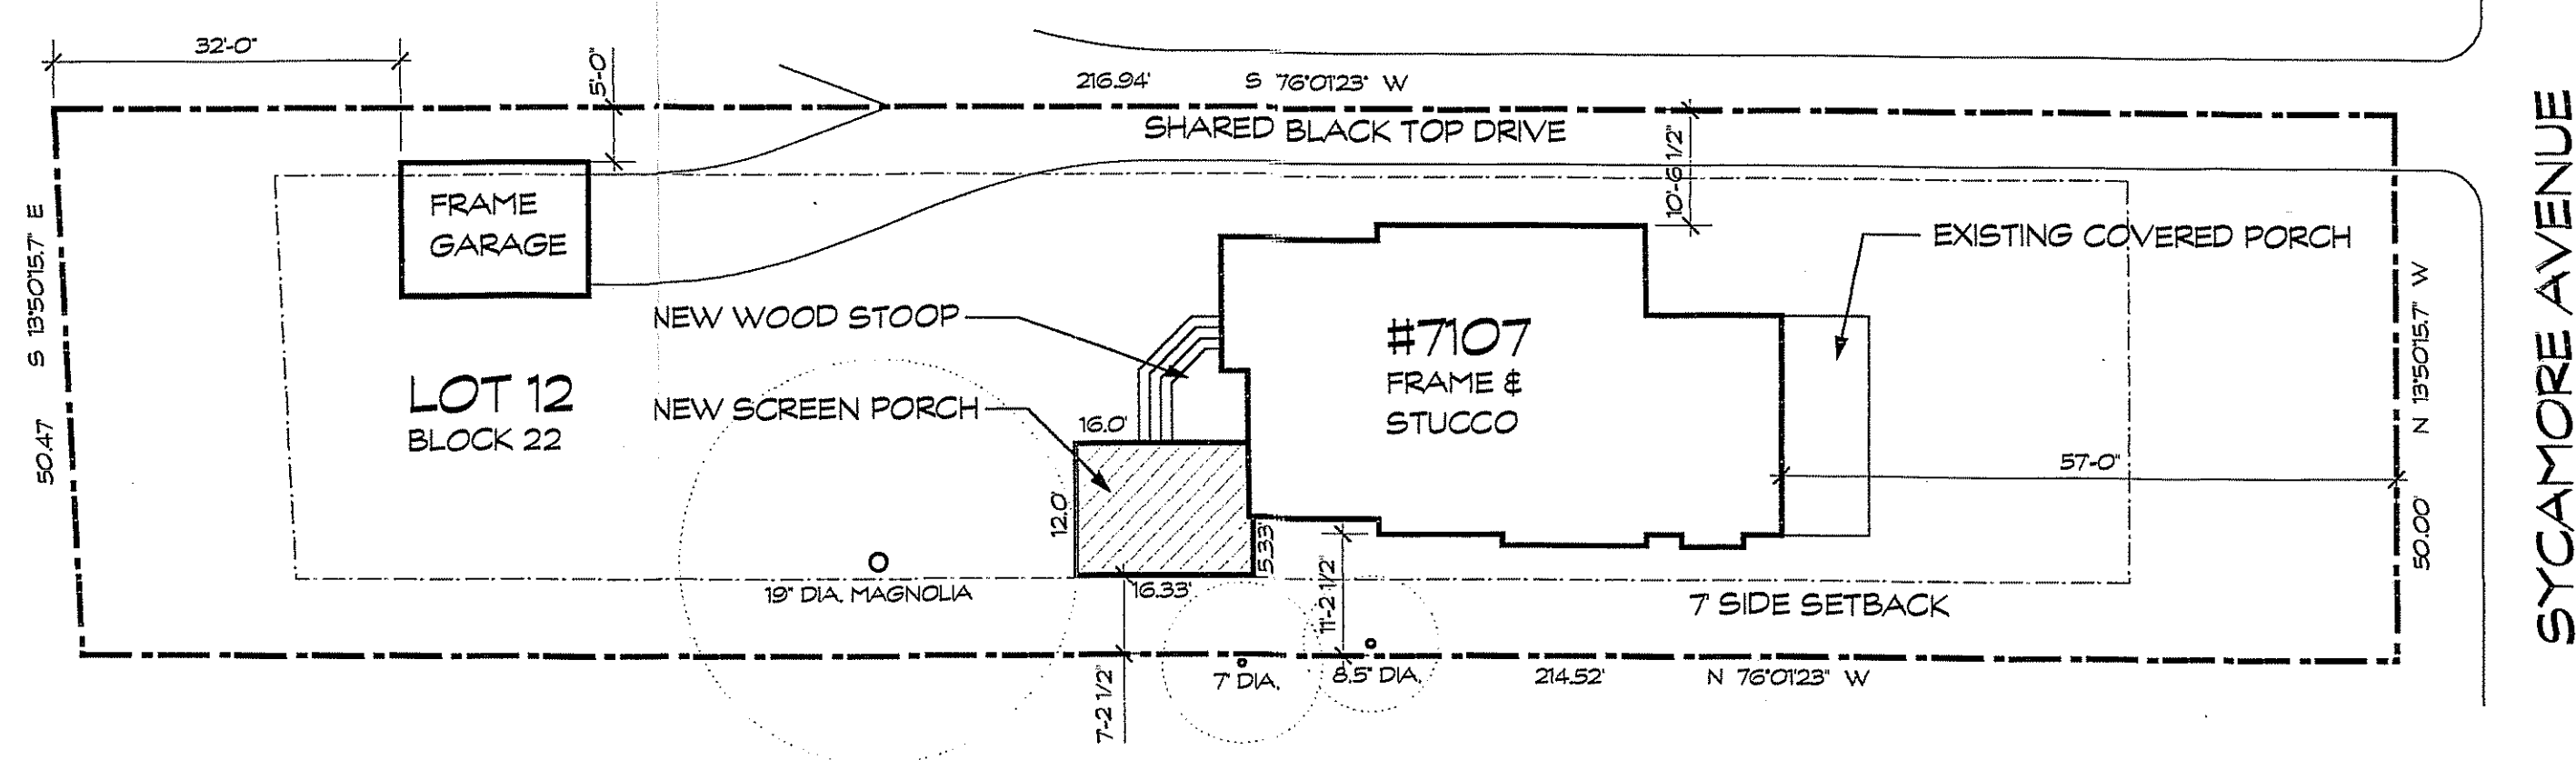 32'-0"
5'-0"
216.94' S 76°01'23" W
SHARED BLACK TOP DRIVE
10'-6 1/2"
FRAME
GARAGE
EXISTING COVERED PORCH
S 13°50'15.7" E
50.47
NEW WOOD STOOP
#7107
FRAME &
STUCCO
LOT 12
BLOCK 22
NEW SCREEN PORCH
16.0'
12.0'
5.33'
16.33'
57'-0"
N 13°50'15.7" W
50.00'
SYCAMORE AVENUE
19" DIA. MAGNOLIA
11'-2 1/2"
7' SIDE SETBACK
7'-2 1/2"
7" DIA.
8.5" DIA.
214.52' N 76°01'23" W